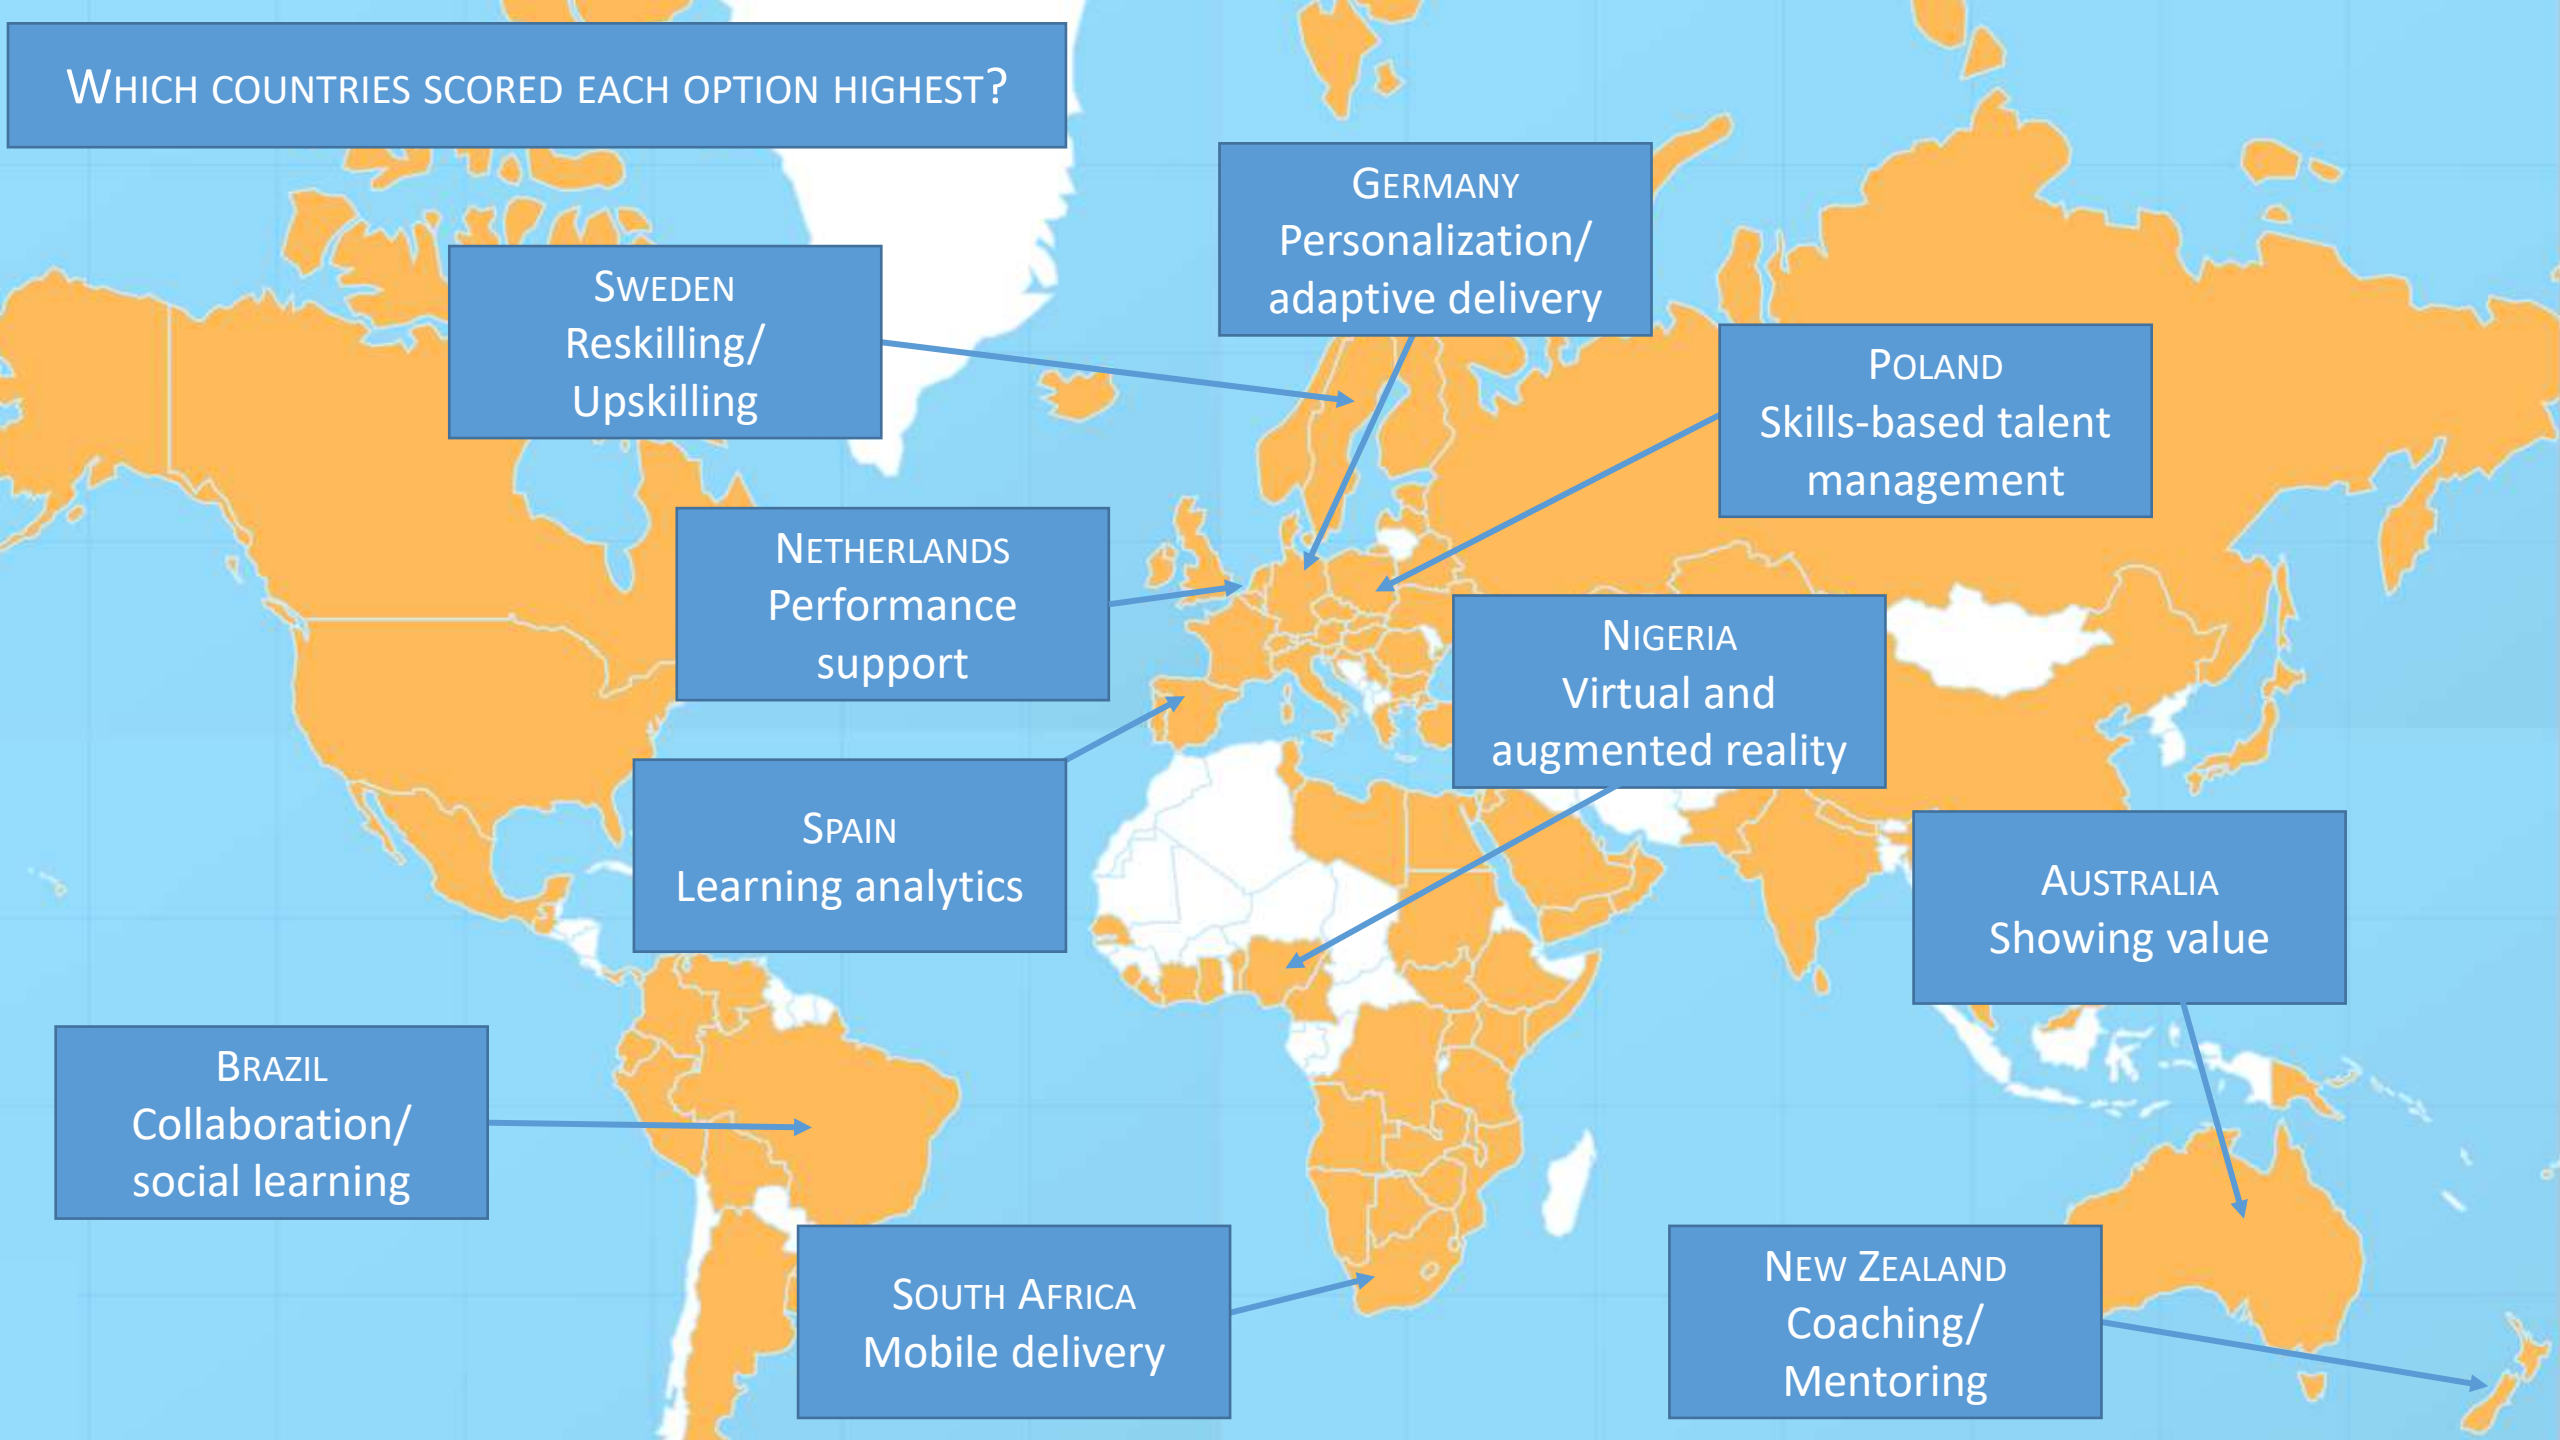 WHICH COUNTRIES SCORED EACH OPTION HIGHEST?
GERMANY
Personalization/
adaptive delivery
SWEDEN
Reskilling/
Upskilling
POLAND
Skills-based talent
management
NETHERLANDS
Performance
support
NIGERIA
Virtual and
augmented reality
SPAIN
Learning analytics
AUSTRALIA
Showing value
BRAZIL
Collaboration/
social learning
SOUTH AFRICA
Mobile delivery
NEW ZEALAND
Coaching/
Mentoring